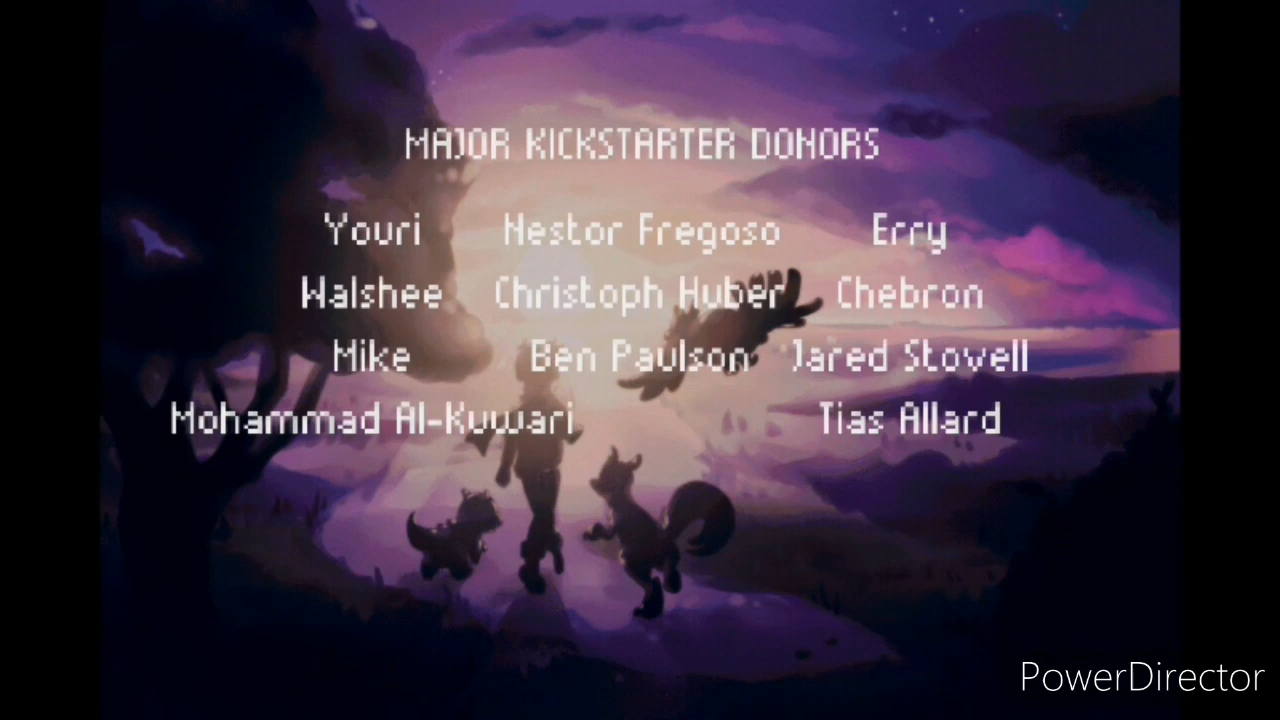 MAJOR KICKSTARTER DONORS
Youri Nestor Fregoso Erry
Walshee Christoph Huber Chebron
Mike Ben Paulson Jared Stovell
Mohammad Al-Kuwari Tias Allard
PowerDirector